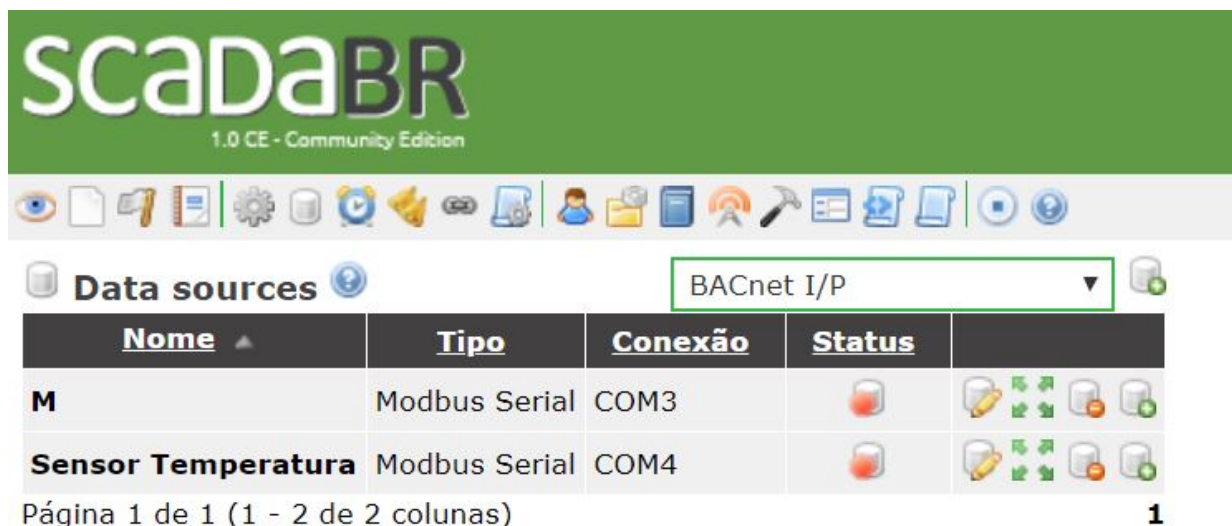 scadaBR
1.0 CE - Community Edition
Data sources
BACnet I/P
Nome Tipo Conexão Status
M Modbus Serial COM3
Sensor Temperatura Modbus Serial COM4
Página 1 de 1 (1 - 2 de 2 colunas) 1